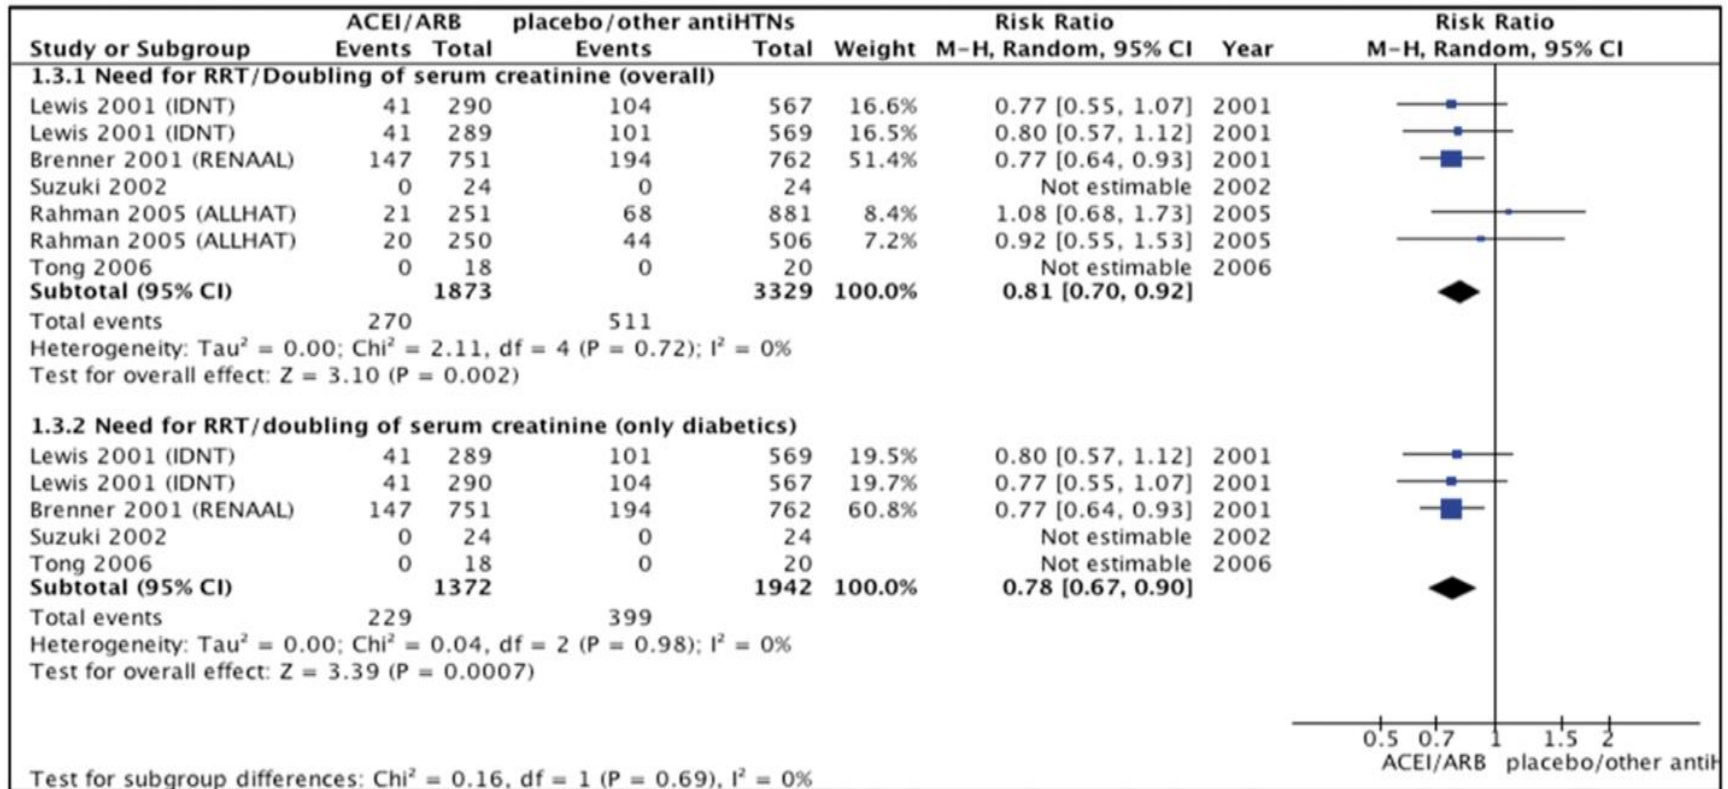 ACEI/ARB placebo/other antiHTNs Risk Ratio Risk Ratio
Study or Subgroup Events Total Events Total Weight M-H, Random, 95% CI Year M-H, Random, 95% CI
1.3.1 Need for RRT/Doubling of serum creatinine (overall)
Lewis 2001 (IDNT) 41 290 104 567 16.6% 0.77 [0.55, 1.07] 2001
Lewis 2001 (IDNT) 41 289 101 569 16.5% 0.80 [0.57, 1.12] 2001
Brenner 2001 (RENAAL) 147 751 194 762 51.4% 0.77 [0.64, 0.93] 2001
Suzuki 2002 0 24 0 24 Not estimable 2002
Rahman 2005 (ALLHAT) 21 251 68 881 8.4% 1.08 [0.68, 1.73] 2005
Rahman 2005 (ALLHAT) 20 250 44 506 7.2% 0.92 [0.55, 1.53] 2005
Tong 2006 0 18 0 20 Not estimable 2006
Subtotal (95% CI) 1873 3329 100.0% 0.81 [0.70, 0.92]
Total events 270 511
Heterogeneity: Tau² = 0.00; Chi² = 2.11, df = 4 (P = 0.72); I² = 0%
Test for overall effect: Z = 3.10 (P = 0.002)
1.3.2 Need for RRT/doubling of serum creatinine (only diabetics)
Lewis 2001 (IDNT) 41 289 101 569 19.5% 0.80 [0.57, 1.12] 2001
Lewis 2001 (IDNT) 41 290 104 567 19.7% 0.77 [0.55, 1.07] 2001
Brenner 2001 (RENAAL) 147 751 194 762 60.8% 0.77 [0.64, 0.93] 2001
Suzuki 2002 0 24 0 24 Not estimable 2002
Tong 2006 0 18 0 20 Not estimable 2006
Subtotal (95% CI) 1372 1942 100.0% 0.78 [0.67, 0.90]
Total events 229 399
Heterogeneity: Tau² = 0.00; Chi² = 0.04, df = 2 (P = 0.98); I² = 0%
Test for overall effect: Z = 3.39 (P = 0.0007)
0.5 0.7 1 1.5 2
ACEI/ARB placebo/other antiH
Test for subgroup differences: Chi² = 0.16, df = 1 (P = 0.69), I² = 0%